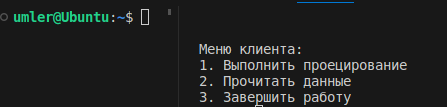 umler@Ubuntu:~$
Меню клиента:
1. Выполнить проецирование
2. Прочитать данные
3. Завершить работу